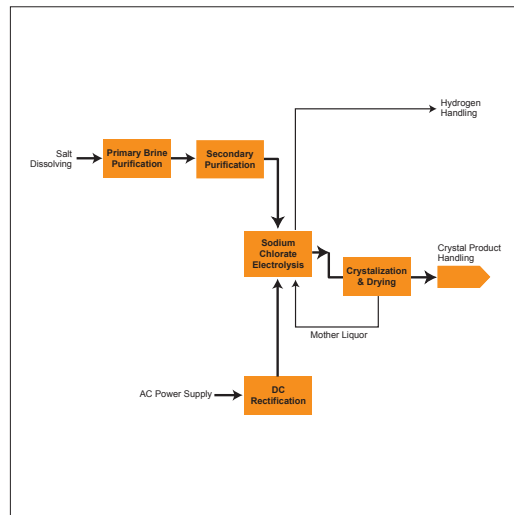 Hydrogen
Handling
Salt
Dissolving
Primary Brine
Purification
Secondary
Purification
Sodium
Chlorate
Electrolysis
Crystal Product
Handling
Crystalization
& Drying
Mother Liquor
AC Power Supply
DC
Rectification